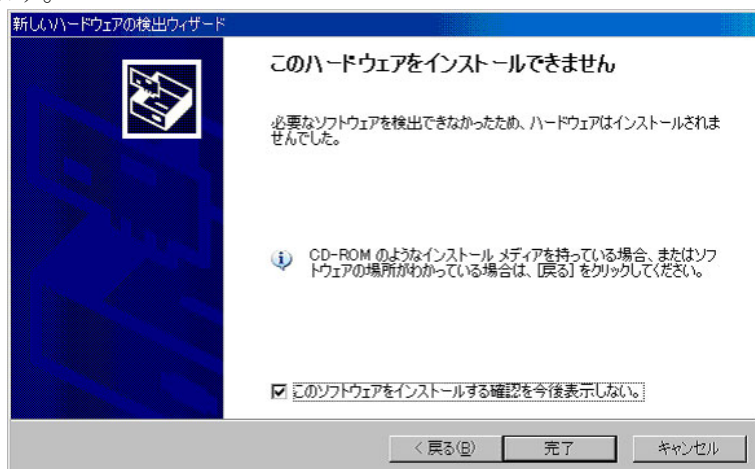 新しいハードウェアの検出ウィザード
このハードウェアをインストールできません
必要なソフトウェアを検出できなかったため、ハードウェアはインストールされま
せんでした。
CD-ROM のようなインストール メディアを持っている場合、またはソフ
トウェアの場所がわかっている場合は、[戻る] をクリックしてください。
このソフトウェアをインストールする確認を今後表示しない。
< 戻る(B) 完了 キャンセル